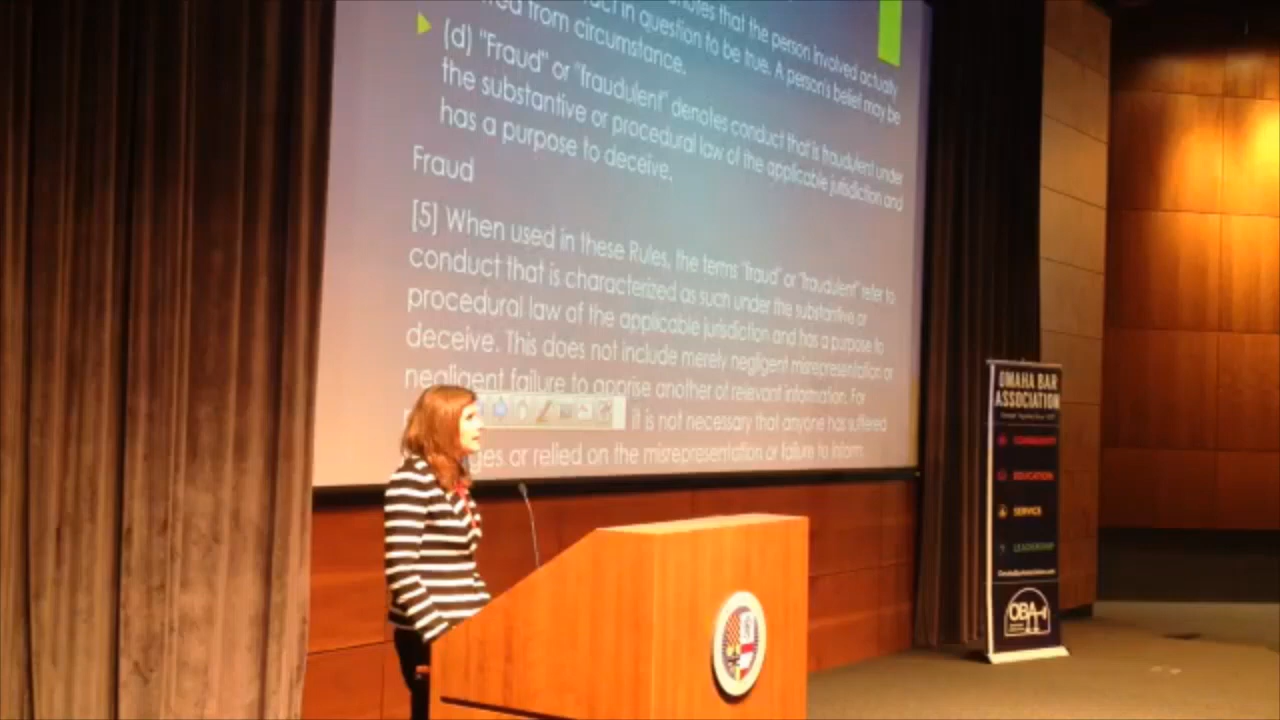 notes that the person involved actually
fact in question to be true. A person's belief may be
from circumstance.
(d) "Fraud" or "fraudulent" denotes conduct that is fraudulent under
the substantive or procedural law of the applicable jurisdiction and
has a purpose to deceive.
Fraud
[5] When used in these Rules, the terms "fraud" or "fraudulent" refer to
conduct that is characterized as such under the substantive or
procedural law of the applicable jurisdiction and has a purpose to
deceive. This does not include merely negligent misrepresentation or
negligent failure to apprise another of relevant information. For
it is not necessary that anyone has suffered
ges or relied on the misrepresentation or failure to inform.
OMAHA BAR
ASSOCIATION
COMMUNITY
EDUCATION
SERVICE
LEADERSHIP
OmahaBarAssociation.com
OBA